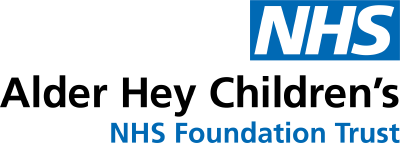 NHS
Alder Hey Children's
NHS Foundation Trust